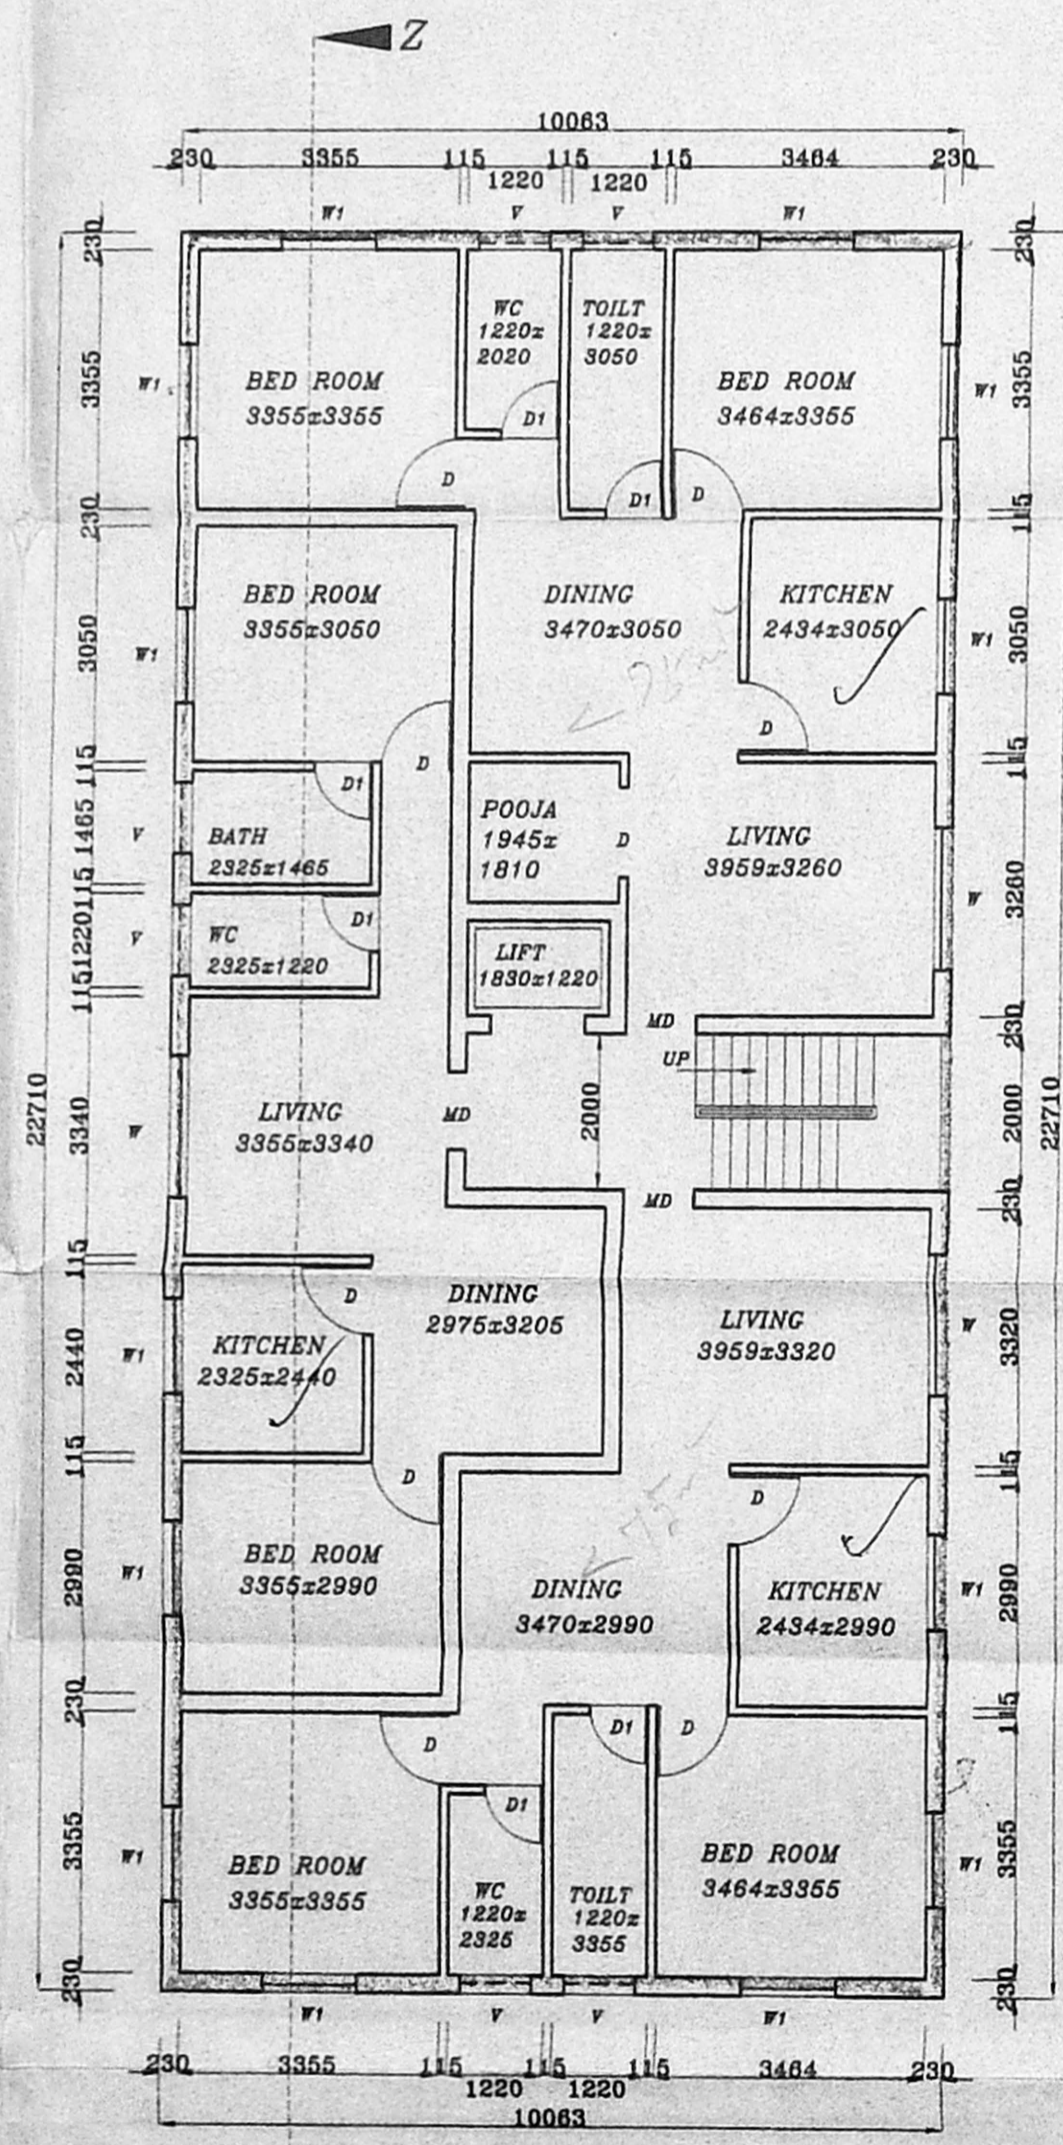 Z
10063
230 3355 115 115 115 3464 230
1220 1220
W1 V V W1
230 230
WC TOILT
1220x 1220x
2020 3050
3355 W1 BED ROOM BED ROOM W1 3355
3355x3355 3464x3355
D1
D D1 D
230 115
BED ROOM DINING KITCHEN
3355x3050 3470x3050 2434x3050
3050 W1 W1 3050
D
115 D1 D 115
POOJA
1945x
1810
D
1465 V BATH LIVING
2325x1465 3959x3260
115 W 3260
D1
1220 V WC LIFT
2325x1220 1830x1220
115
MD 230
UP
22710 3340 W LIVING MD 2000 2000 22710
3355x3340
MD 230
115
D DINING LIVING W 3320
2975x3205 3959x3320
2440 W1 KITCHEN
2325x2440
115 D D 115
BED ROOM DINING KITCHEN
3355x2990 3470x2990 2434x2990
2990 W1 W1 2990
230 115
D D1 D
D1
3355 W1 BED ROOM BED ROOM W1 3355
3355x3355 3464x3355
WC TOILT
1220x 1220x
2325 3355
230 230
W1 V V W1
230 3355 115 115 115 3464 230
1220 1220
10063